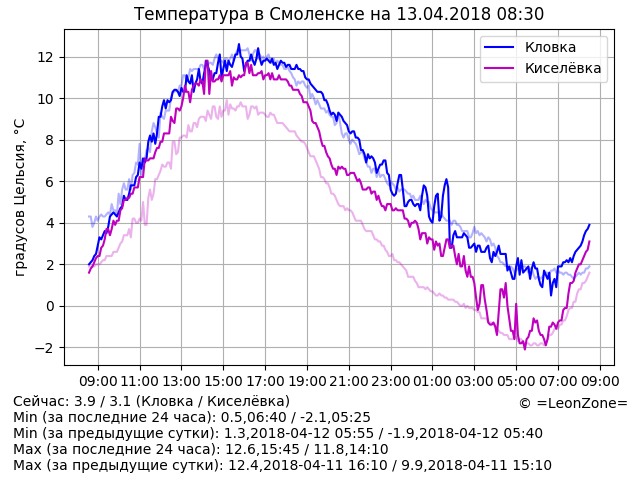 Температура в Смоленске на 13.04.2018 08:30
градусов Цельсия, °C
12
10
8
6
4
2
0
−2
Кловка
Киселёвка
09:00 11:00 13:00 15:00 17:00 19:00 21:00 23:00 01:00 03:00 05:00 07:00 09:00
Сейчас: 3.9 / 3.1 (Кловка / Киселёвка)
© =LeonZone=
Min (за последние 24 часа): 0.5,06:40 / -2.1,05:25
Min (за предыдущие сутки): 1.3,2018-04-12 05:55 / -1.9,2018-04-12 05:40
Max (за последние 24 часа): 12.6,15:45 / 11.8,14:10
Max (за предыдущие сутки): 12.4,2018-04-11 16:10 / 9.9,2018-04-11 15:10